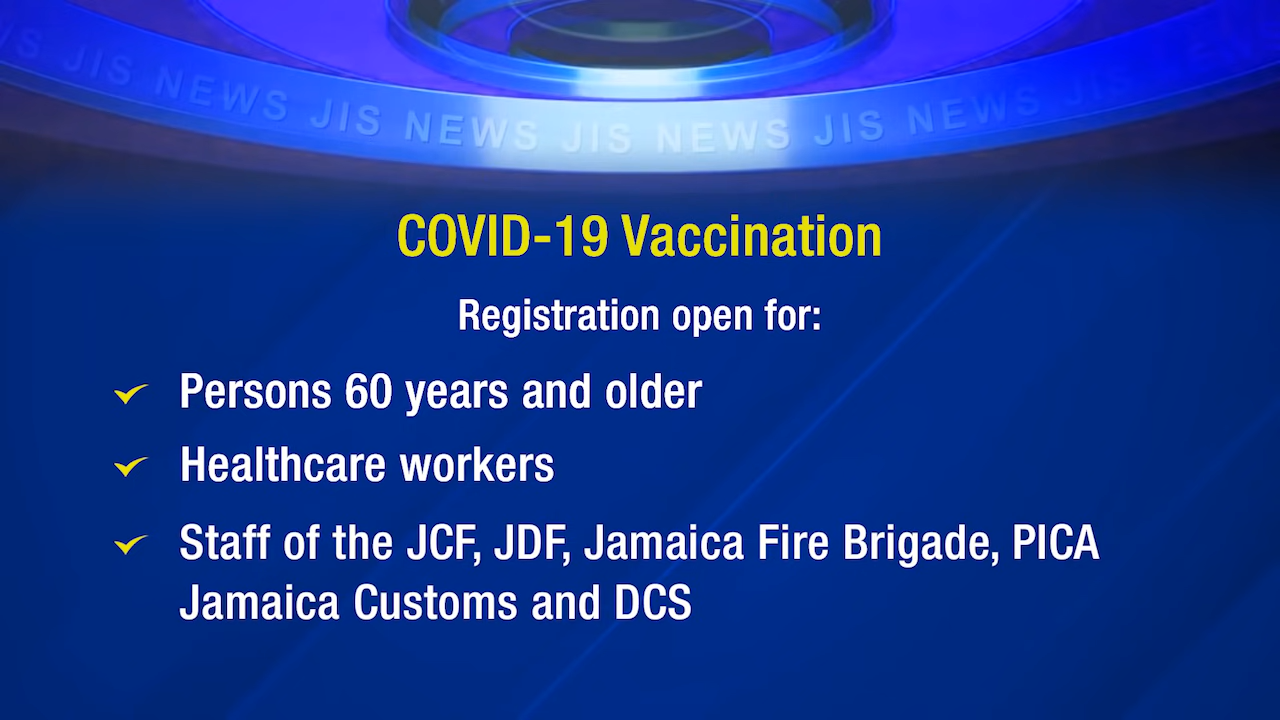 JIS NEWS JIS NEWS JIS NEWS JIS
COVID-19 Vaccination
Registration open for:
Persons 60 years and older
Healthcare workers
Staff of the JCF, JDF, Jamaica Fire Brigade, PICA
Jamaica Customs and DCS